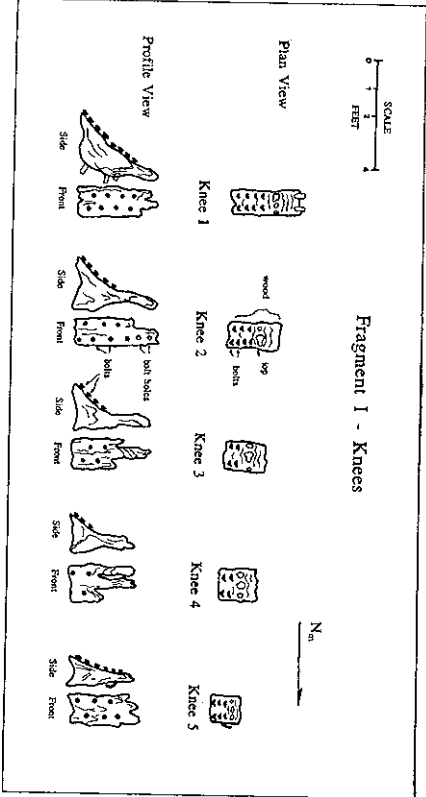 Fragment I - Knees
SCALE
0 1 2 4
FEET
Nm
Plan View
wood
top
bolts
Knee 1
Knee 2
Knee 3
Knee 4
Knee 5
Profile View
bolt holes
bolts
Side Front
Side Front
Side Front
Side Front
Side Front